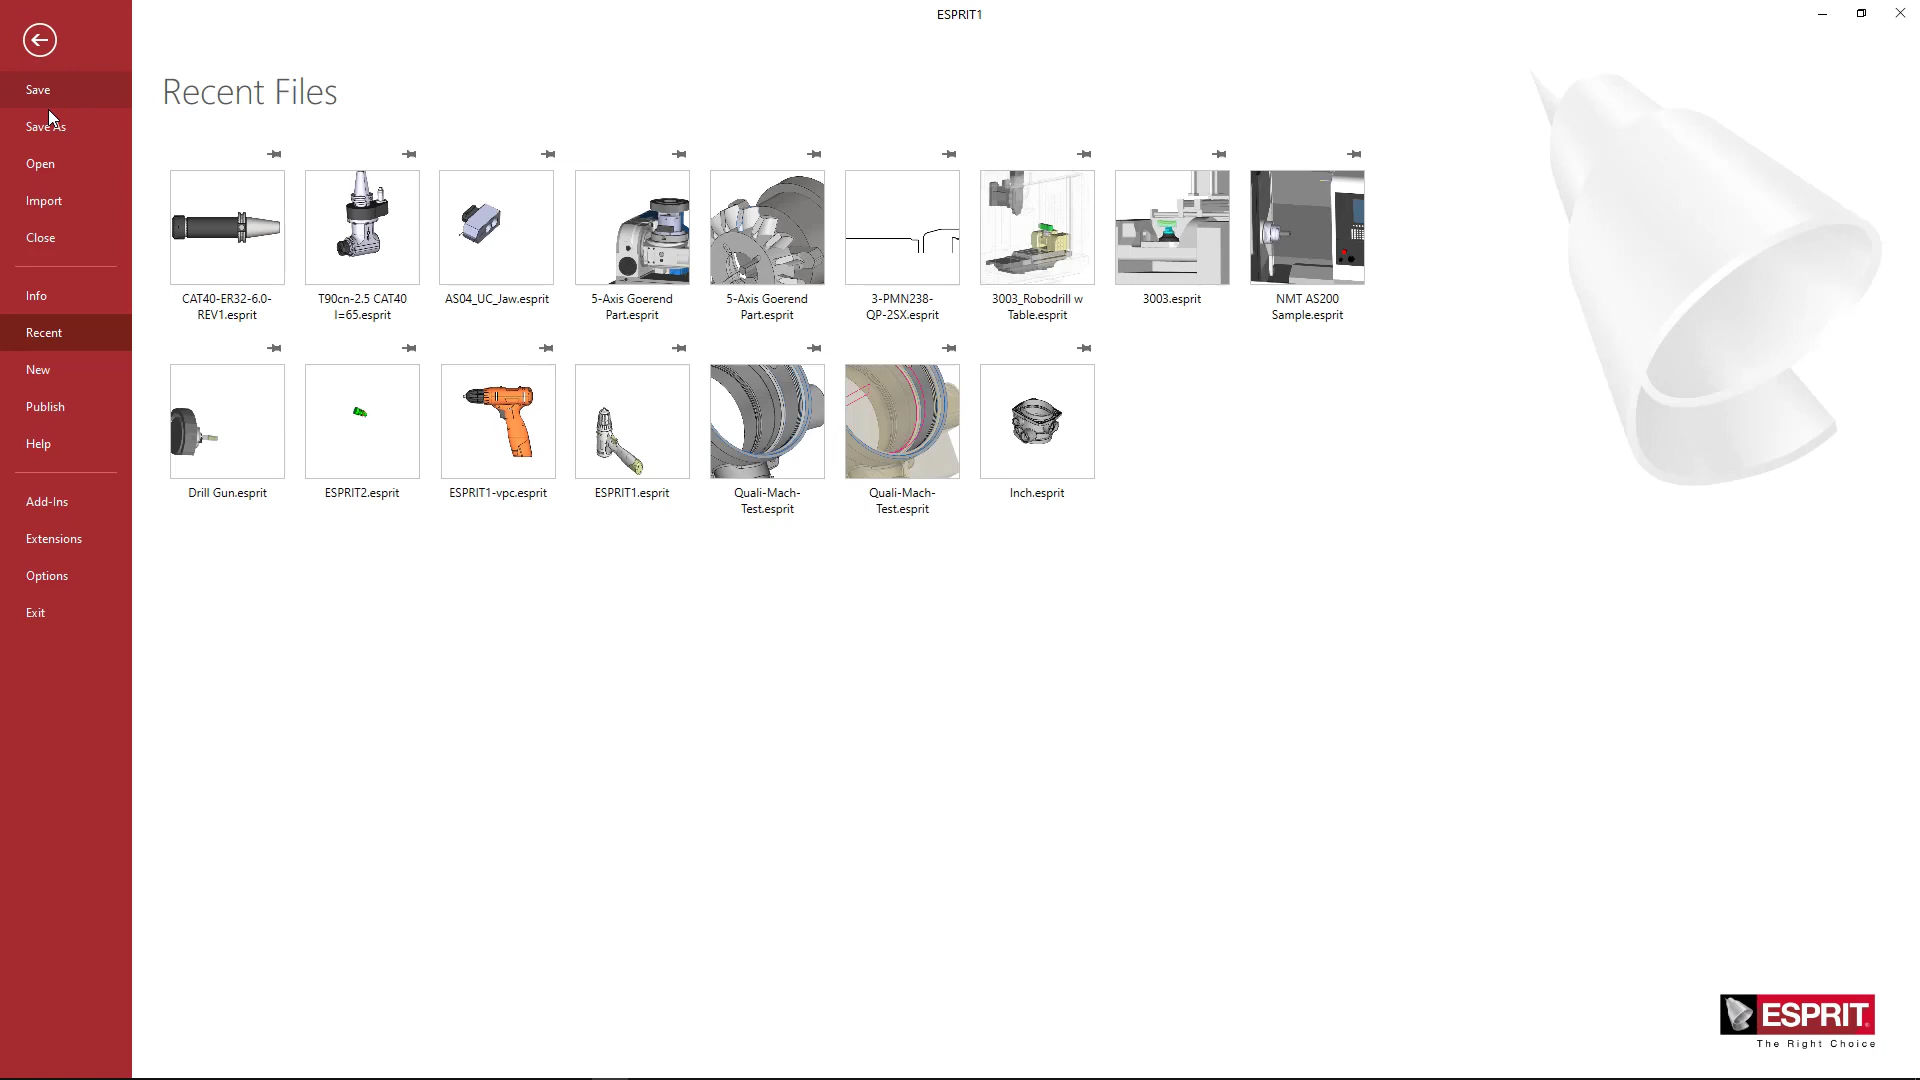 ESPRIT1
Save
Save As
Open
Import
Close
Info
Recent
New
Publish
Help
Add-Ins
Extensions
Options
Exit
Recent Files
CAT40-ER32-6.0-
REV1.esprit
T90cn-2.5 CAT40
l=65.esprit
AS04_UC_Jaw.esprit
5-Axis Goerend
Part.esprit
5-Axis Goerend
Part.esprit
3-PMN238-
QP-2SX.esprit
3003_Robodrill w
Table.esprit
3003.esprit
NMT AS200
Sample.esprit
Drill Gun.esprit
ESPRIT2.esprit
ESPRIT1-vpc.esprit
ESPRIT1.esprit
Quali-Mach-
Test.esprit
Quali-Mach-
Test.esprit
Inch.esprit
ESPRIT®
The Right Choice